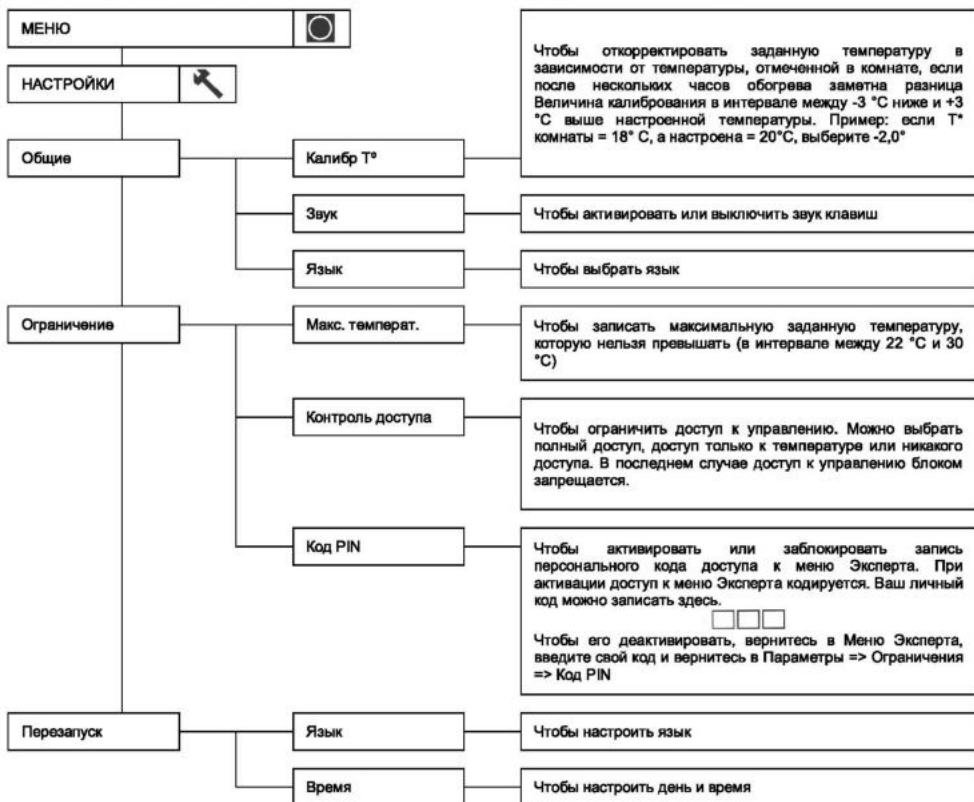 МЕНЮ
НАСТРОЙКИ
Общие
Калибр Т°
Чтобы откорректировать заданную температуру в
зависимости от температуры, отмеченной в комнате, если
после нескольких часов обогрева заметна разница
Величина калибрования в интервале между -3 °C ниже и +3
°C выше настроенной температуры. Пример: если Т*
комнаты = 18° C, а настроена = 20°C, выберите -2,0°
Звук
Чтобы активировать или выключить звук клавиш
Язык
Чтобы выбрать язык
Ограничение
Макс. температ.
Чтобы записать максимальную заданную температуру,
которую нельзя превышать (в интервале между 22 °C и 30
°C)
Контроль доступа
Чтобы ограничить доступ к управлению. Можно выбрать
полный доступ, доступ только к температуре или никакого
доступа. В последнем случае доступ к управлению блоком
запрещается.
Код PIN
Чтобы активировать или заблокировать запись
персонального кода доступа к меню Эксперта. При
активации доступ к меню Эксперта кодируется. Ваш личный
код можно записать здесь.
Чтобы его деактивировать, вернитесь в Меню Эксперта,
введите свой код и вернитесь в Параметры => Ограничения
=> Код PIN
Перезапуск
Язык
Чтобы настроить язык
Время
Чтобы настроить день и время